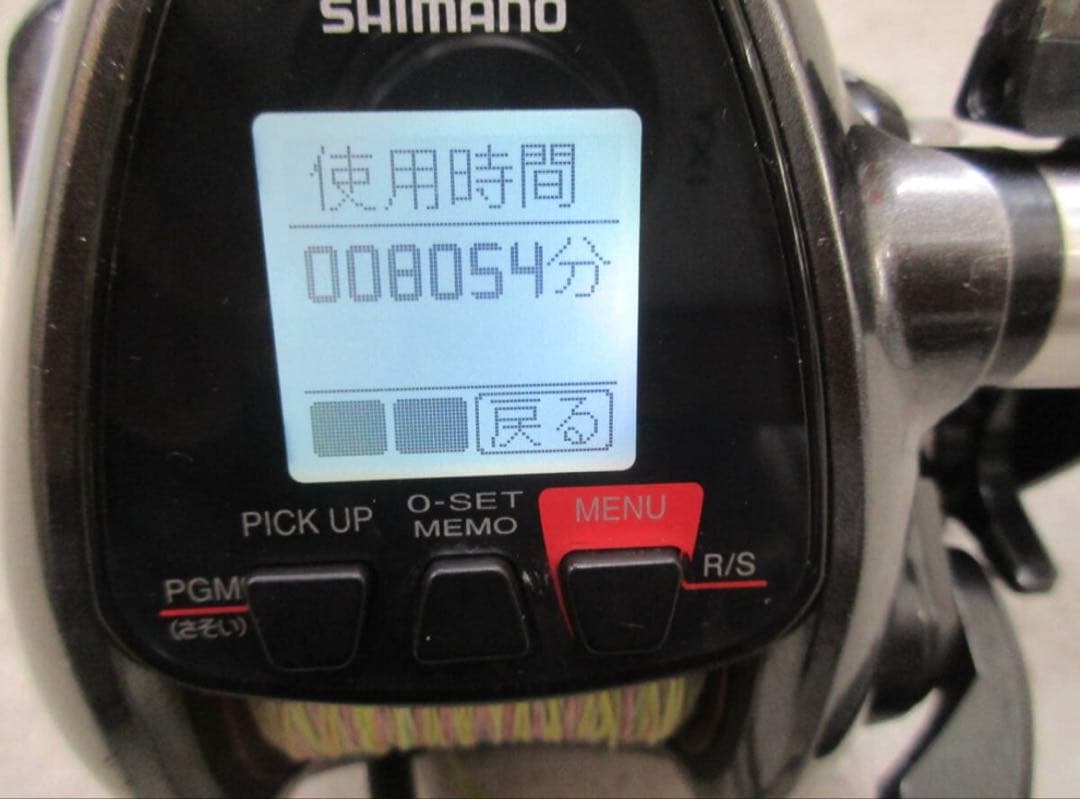 SHIMANO
使用時間
008054分
戻る
PICK UP
0-SET
MEMO
MENU
PGM
(さそい)
R/S